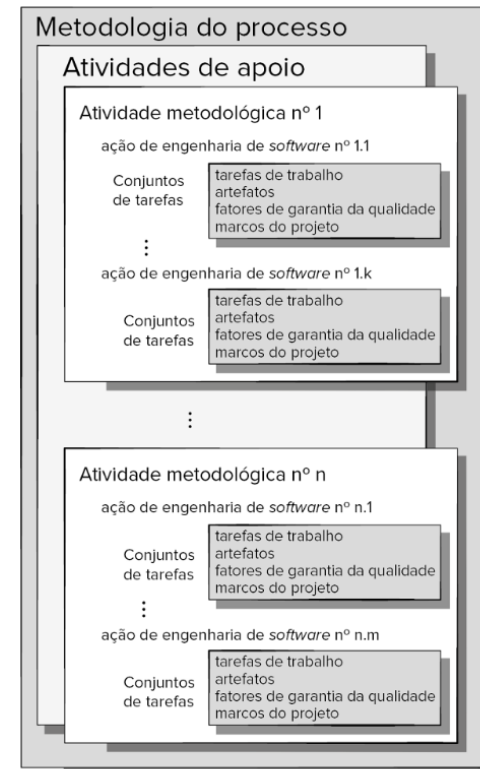 Metodologia do processo
Atividades de apoio
Atividade metodológica nº 1
ação de engenharia de software nº 1.1
Conjuntos
de tarefas
tarefas de trabalho
artefatos
fatores de garantia da qualidade
marcos do projeto
⋮
ação de engenharia de software nº 1.k
Conjuntos
de tarefas
tarefas de trabalho
artefatos
fatores de garantia da qualidade
marcos do projeto
⋮
Atividade metodológica nº n
ação de engenharia de software nº n.1
Conjuntos
de tarefas
tarefas de trabalho
artefatos
fatores de garantia da qualidade
marcos do projeto
⋮
ação de engenharia de software nº n.m
Conjuntos
de tarefas
tarefas de trabalho
artefatos
fatores de garantia da qualidade
marcos do projeto